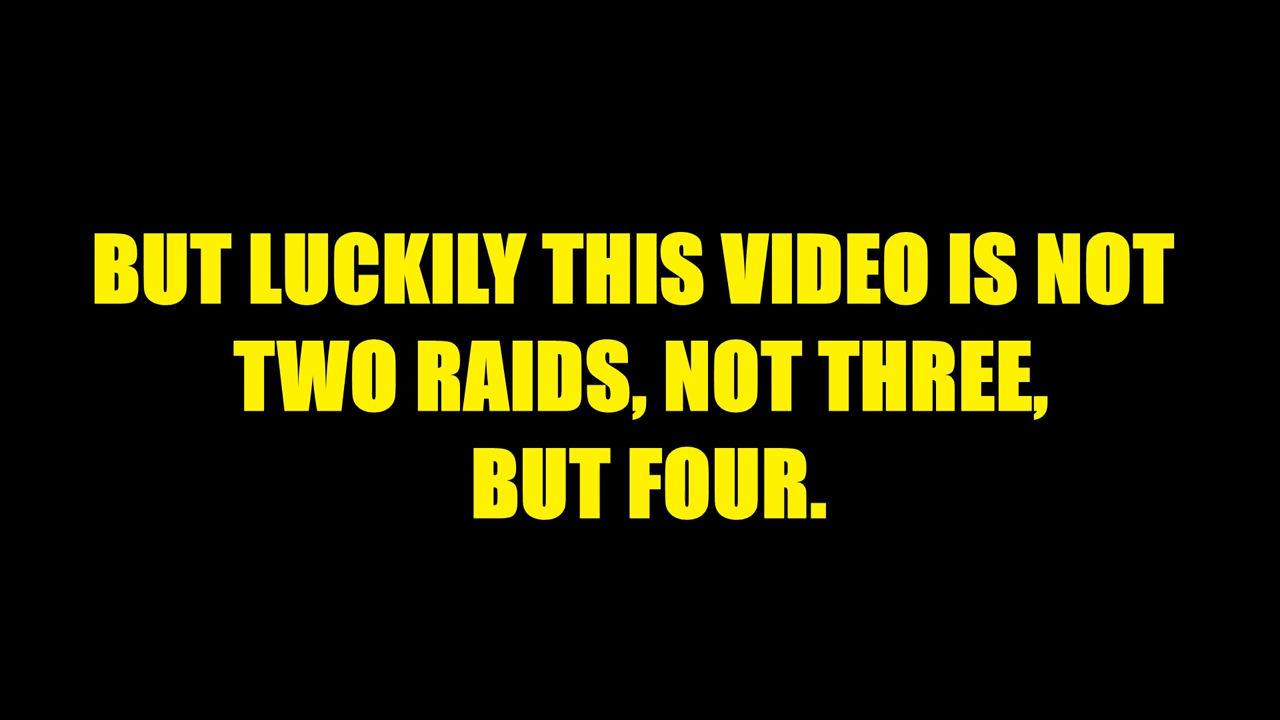 BUT LUCKILY THIS VIDEO IS NOT
TWO RAIDS, NOT THREE,
BUT FOUR.